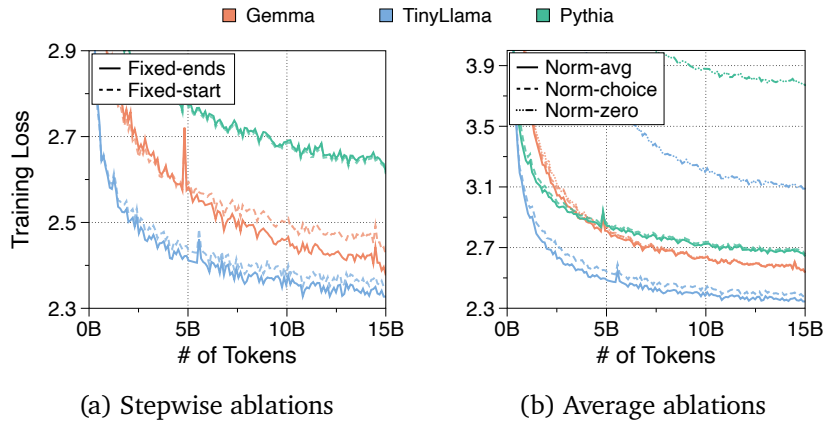 Gemma TinyLlama Pythia
Training Loss
2.9
2.7
2.5
2.3
Fixed-ends
Fixed-start
0B 5B 10B 15B
# of Tokens
(a) Stepwise ablations
3.9
3.5
3.1
2.7
2.3
Norm-avg
Norm-choice
Norm-zero
0B 5B 10B 15B
# of Tokens
(b) Average ablations